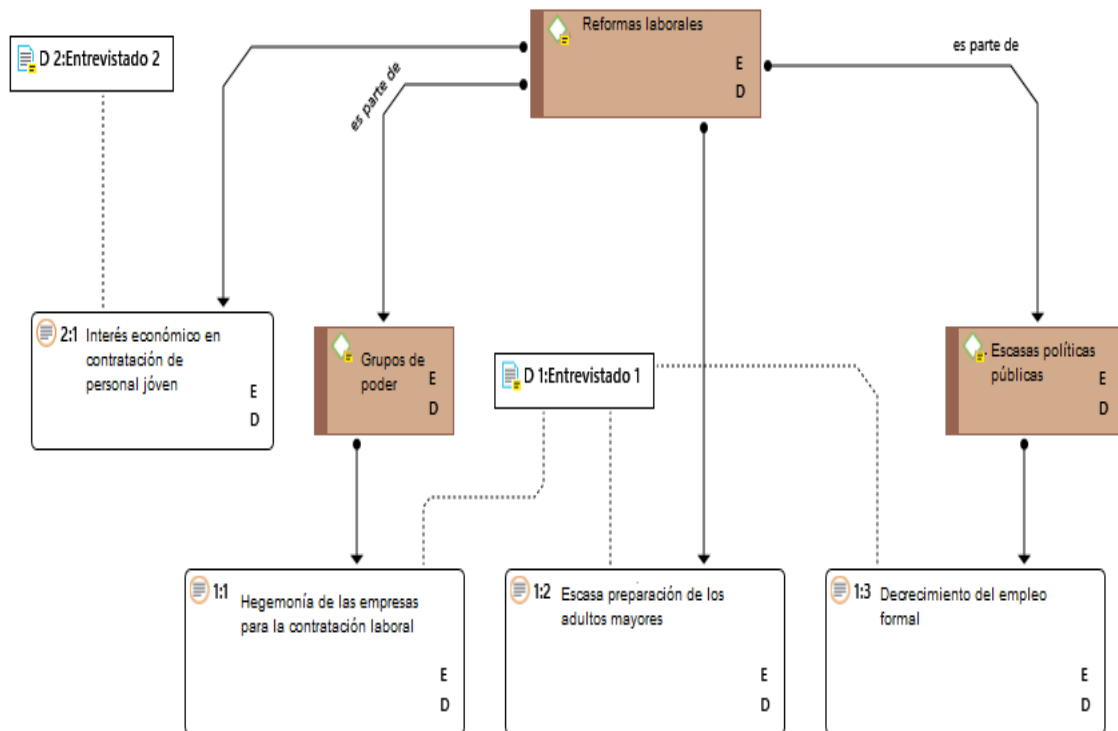 Reformas laborales
E
D
D 2:Entrevistado 2
es parte de
es parte de
2:1 Interés económico en
contratación de
personal jóven
E
D
Grupos de
poder
E
D
D 1:Entrevistado 1
. Escasas políticas
públicas
E
D
1:1 Hegemonía de las empresas
para la contratación laboral
E
D
1:2 Escasa preparación de los
adultos mayores
E
D
1:3 Decrecimiento del empleo
formal
E
D